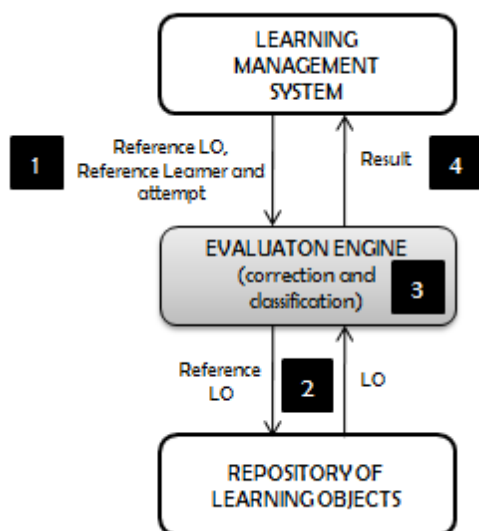 LEARNING
MANAGEMENT
SYSTEM
1
Reference LO,
Reference Learner and
attempt
Result
4
EVALUATON ENGINE
(correction and
classification)
3
Reference
LO
2
LO
REPOSITORY OF
LEARNING OBJECTS